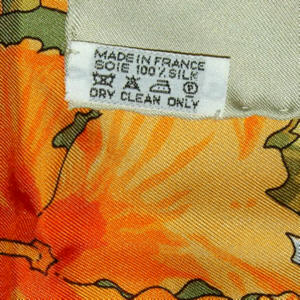 MADE IN FRANCE
SOIE 100% SILK
DRY CLEAN ONLY